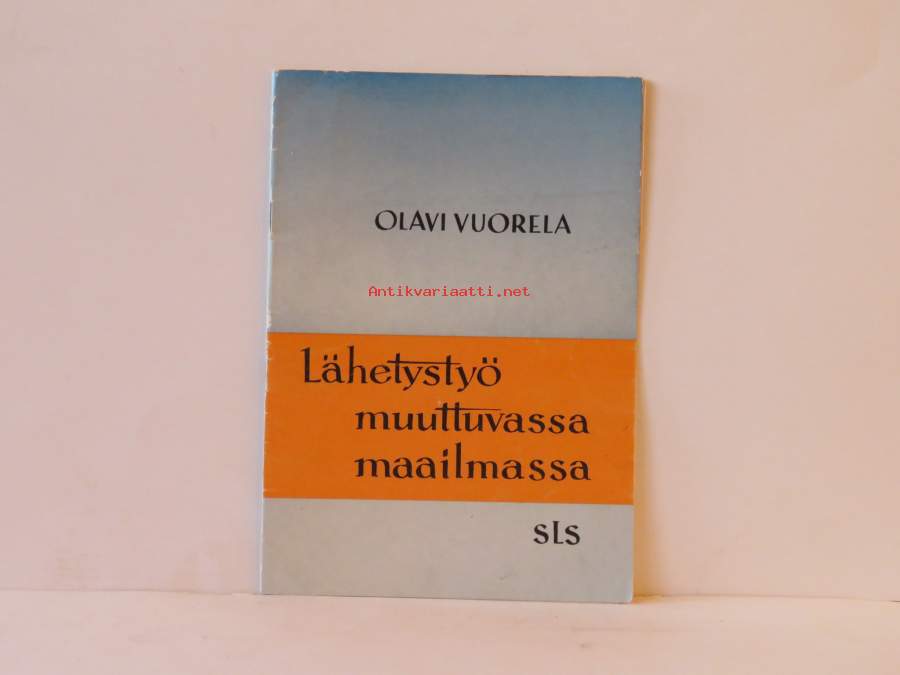 OLAVI VUORELA
Antikvariaatti.net
Lähetystyö
muuttuvassa
maailmassa
SLS